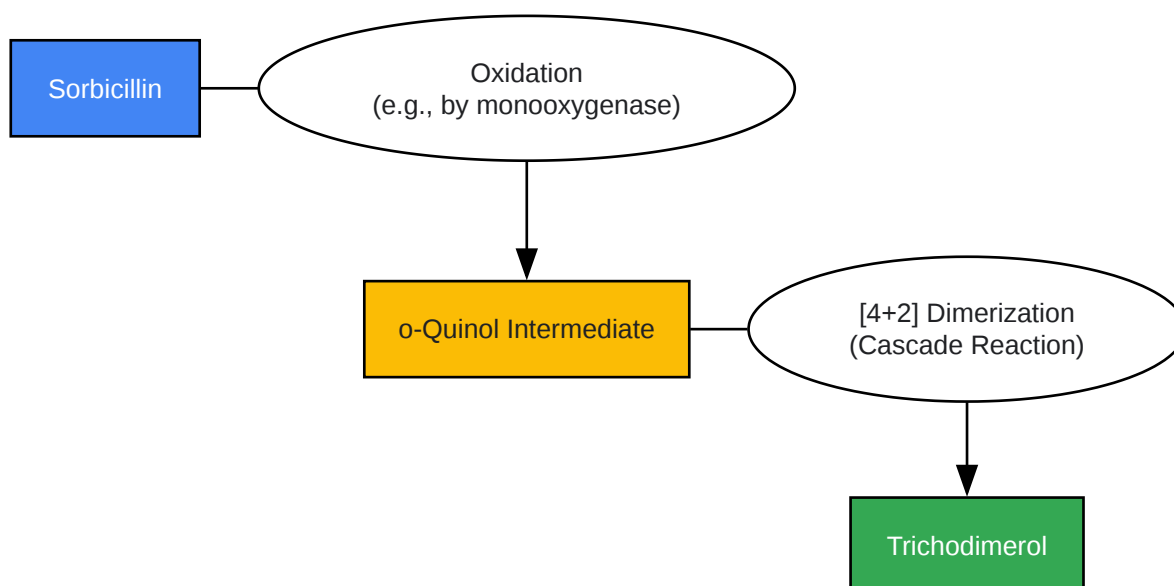 Sorbicillin
Oxidation
(e.g., by monooxygenase)
o-Quinol Intermediate
[4+2] Dimerization
(Cascade Reaction)
Trichodimerol